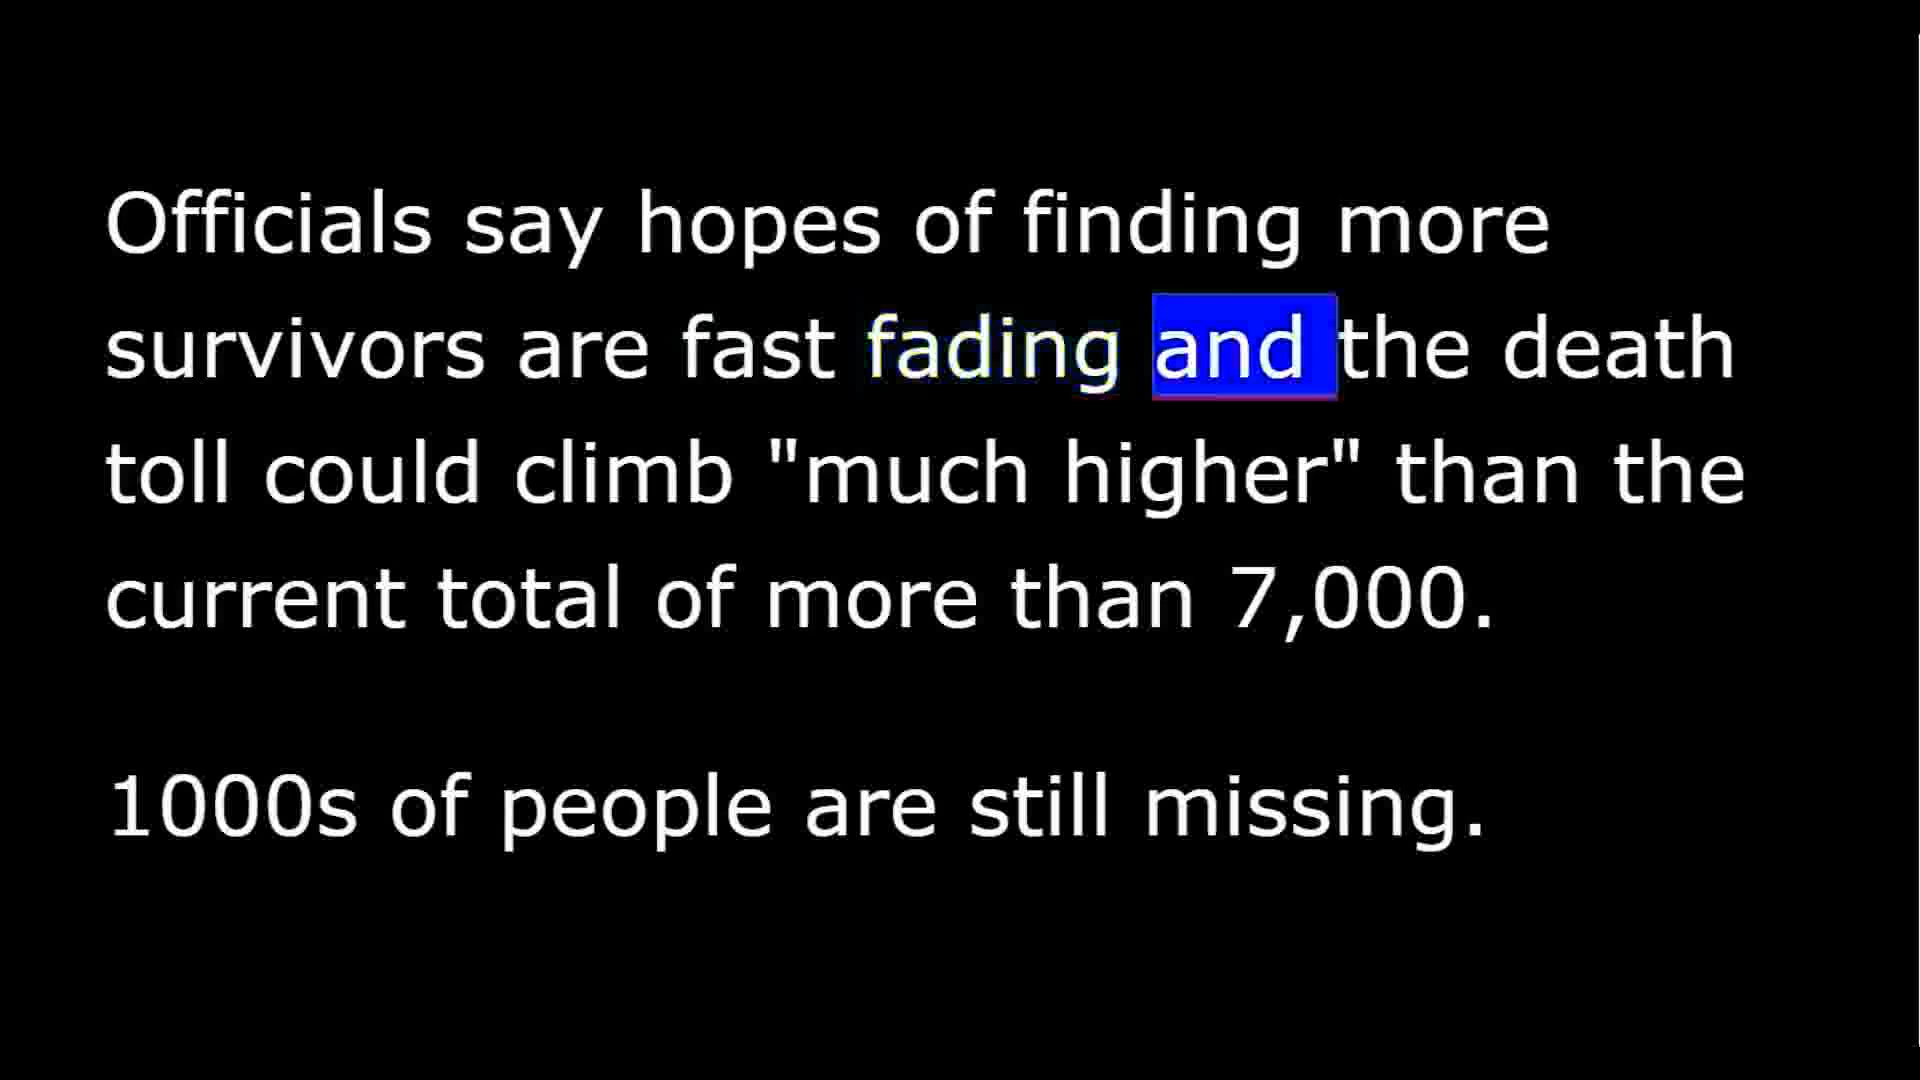 Officials say hopes of finding more
survivors are fast fading and the death
toll could climb "much higher" than the
current total of more than 7,000.
1000s of people are still missing.